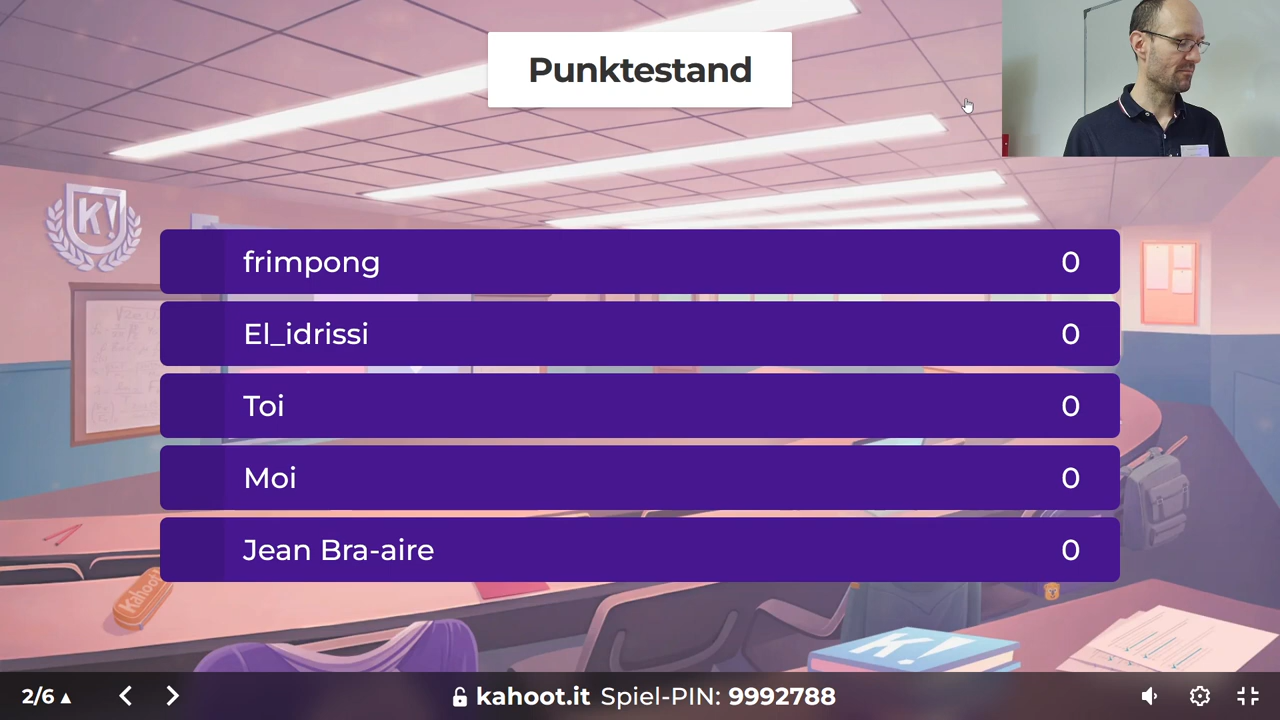 Punktestand
K!
frimpong 0
El_idrissi 0
Toi 0
Moi 0
Jean Bra-aire 0
Kahoot!
K!
2/6 kahoot.it Spiel-PIN: 9992788